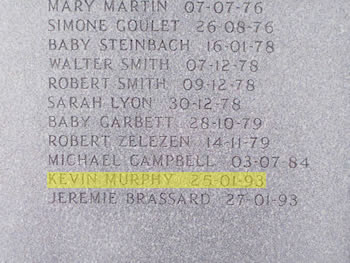 MARY MARTIN 07-07-76
SIMONE GOULET 26-08-76
BABY STEINBACH 16-01-78
WALTER SMITH 07-12-78
ROBERT SMITH 09-12-78
SARAH LYON 30-12-78
BABY GARBETT 28-10-79
ROBERT ZELEZEN 14-11-79
MICHAEL CAMPBELL 03-07-84
KEVIN MURPHY 25-01-93
JEREMIE BRASSARD 27-01-93